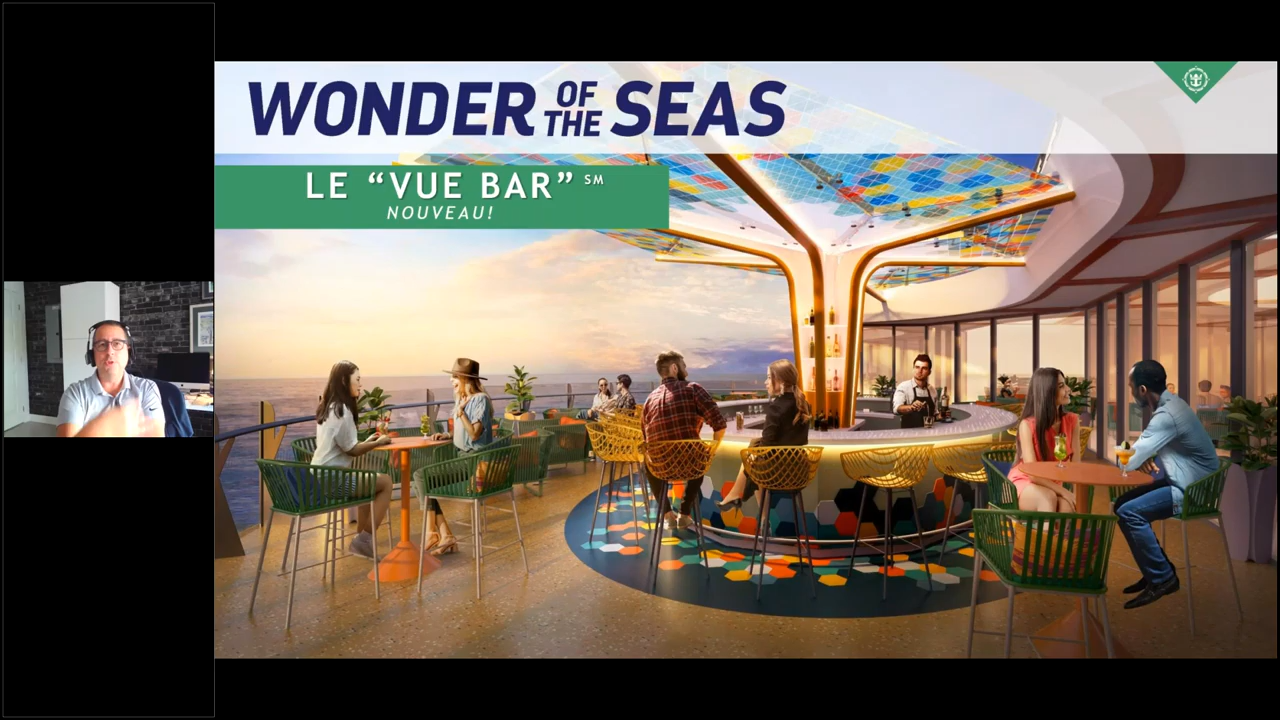 WONDER OF THE SEAS
LE “VUE BAR” SM
NOUVEAU!